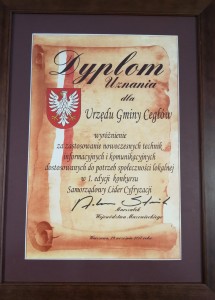 Dyplom
Uznania
dla
Urzędu Gminy Cegłów
wyróżnienie
za zastosowanie nowoczesnych technik
informacyjnych i komunikacyjnych
dostosowanych do potrzeb społeczności lokalnej
w I. edycji konkursu
Samorządowy Lider Cyfryzacji
Marszałek
Województwa Mazowieckiego
Warszawa